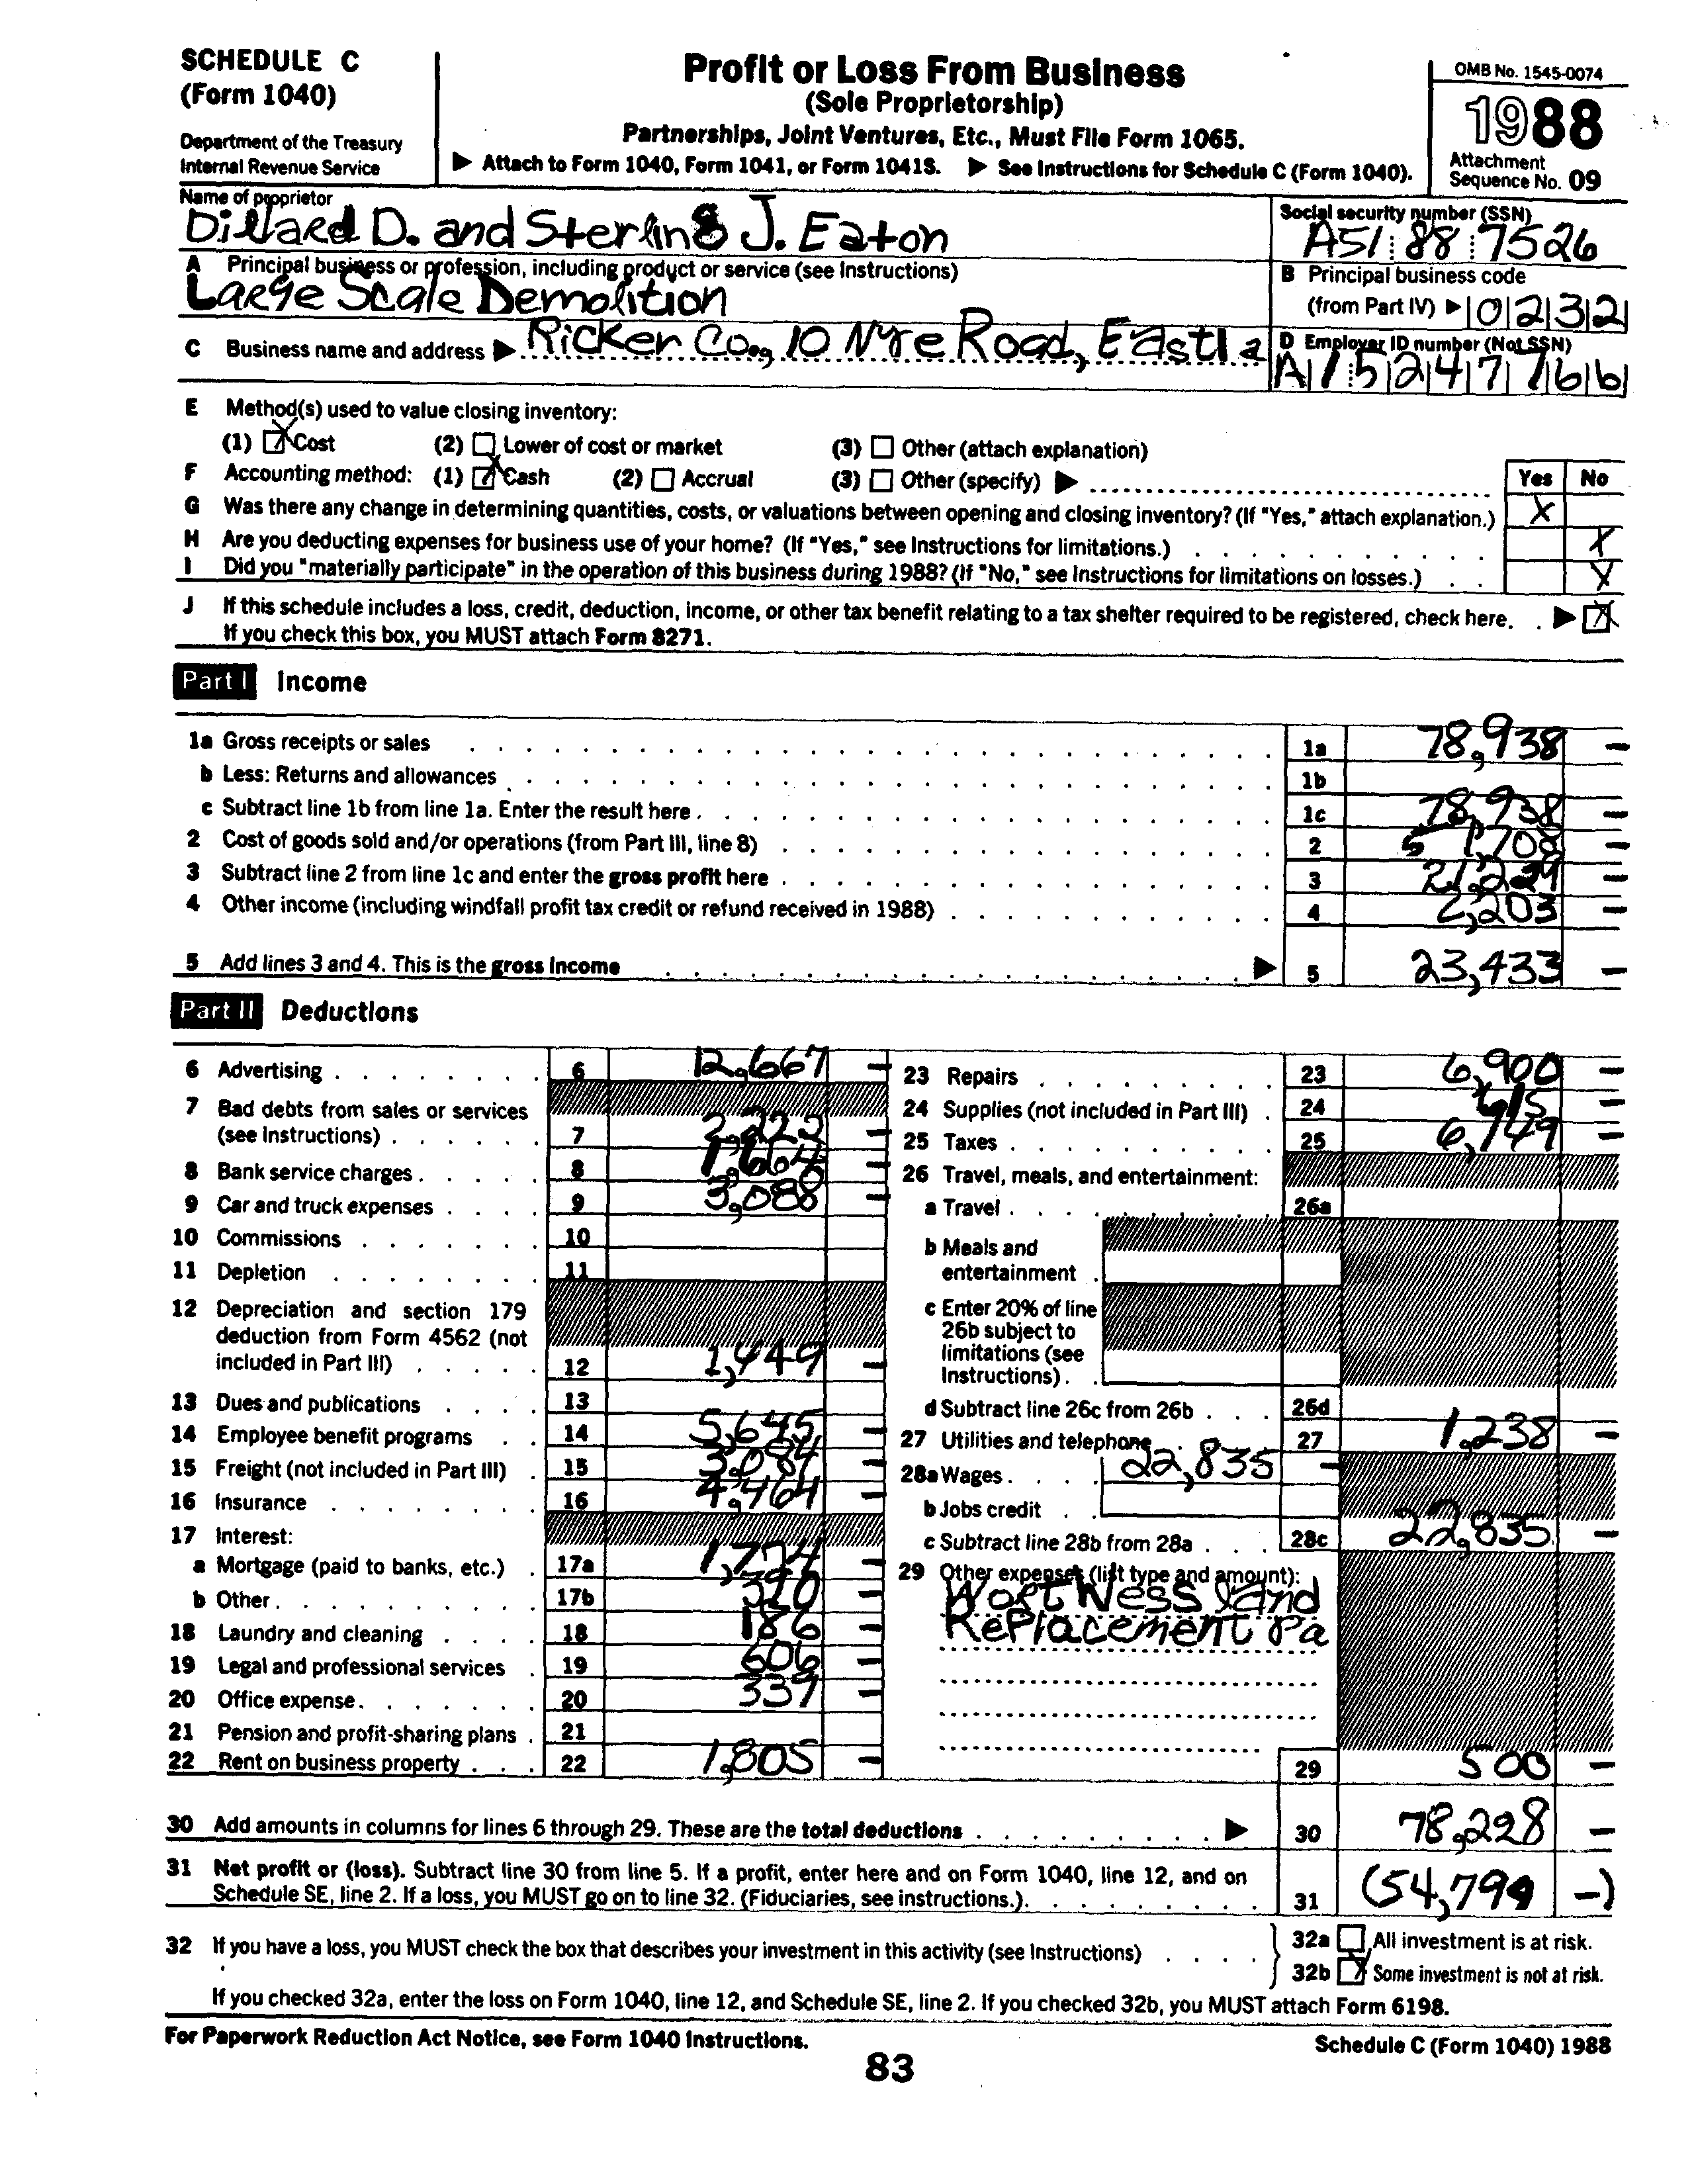 SCHEDULE C
(Form 1040)
Department of the Treasury
Internal Revenue Service
Profit or Loss From Business
(Sole Proprietorship)
Partnerships, Joint Ventures, Etc., Must File Form 1065.
▶ Attach to Form 1040, Form 1041, or Form 1041S. ▶ See Instructions for Schedule C (Form 1040).
OMB No. 1545-0074
1988
Attachment
Sequence No. 09
Name of proprietor
Dillard D. and Sterling J. Eaton
Social security number (SSN)
A51 88 7526
A Principal business or profession, including product or service (see Instructions)
Large Scale Demolition
B Principal business code
(from Part IV) ▶ 0232
C Business name and address ▶ Ricker Co., 10 Nye Road, Eastla
D Employer ID number (Not SSN)
A15247766
E Method(s) used to value closing inventory:
(1) X Cost (2) Lower of cost or market (3) Other (attach explanation)
F Accounting method: (1) X Cash (2) Accrual (3) Other (specify) ▶
Yes No
G Was there any change in determining quantities, costs, or valuations between opening and closing inventory? (If "Yes," attach explanation.) X
H Are you deducting expenses for business use of your home? (If "Yes," see Instructions for limitations.) X
I Did you "materially participate" in the operation of this business during 1988? (If "No," see Instructions for limitations on losses.) X
J If this schedule includes a loss, credit, deduction, income, or other tax benefit relating to a tax shelter required to be registered, check here. ▶ X
If you check this box, you MUST attach Form 8271.
Part I Income
1a Gross receipts or sales 1a 78,938 –
b Less: Returns and allowances 1b
c Subtract line 1b from line 1a. Enter the result here 1c 78,938 –
2 Cost of goods sold and/or operations (from Part III, line 8) 2 –
3 Subtract line 2 from line 1c and enter the gross profit here 3 –
4 Other income (including windfall profit tax credit or refund received in 1988) 4 2,203 –
5 Add lines 3 and 4. This is the gross income ▶ 5 23,433 –
Part II Deductions
6 Advertising 6 12,667 –
7 Bad debts from sales or services
(see Instructions) 7 –
8 Bank service charges 8 1,664 –
9 Car and truck expenses 9 3,088 –
10 Commissions 10
11 Depletion 11
12 Depreciation and section 179
deduction from Form 4562 (not
included in Part III) 12 1,449 –
13 Dues and publications 13
14 Employee benefit programs 14 5,645 –
15 Freight (not included in Part III) 15 –
16 Insurance 16 4,464 –
17 Interest:
a Mortgage (paid to banks, etc.) 17a –
b Other 17b –
18 Laundry and cleaning 18 186 –
19 Legal and professional services 19 606 –
20 Office expense 20 –
21 Pension and profit-sharing plans 21
22 Rent on business property 22 1,805 –
23 Repairs 23 6,900 –
24 Supplies (not included in Part III) 24 –
25 Taxes 25 6,149 –
26 Travel, meals, and entertainment:
a Travel 26a
b Meals and
entertainment
c Enter 20% of line
26b subject to
limitations (see
Instructions)
d Subtract line 26c from 26b 26d
27 Utilities and telephone 27 1,238 –
28a Wages 22,835 –
b Jobs credit
c Subtract line 28b from 28a 28c 22,835 –
29 Other expenses (list type and amount):
Replacement Pa
29 500 –
30 Add amounts in columns for lines 6 through 29. These are the total deductions ▶ 30 78,228 –
31 Net profit or (loss). Subtract line 30 from line 5. If a profit, enter here and on Form 1040, line 12, and on
Schedule SE, line 2. If a loss, you MUST go on to line 32. (Fiduciaries, see instructions.) 31 (54,794 –)
32 If you have a loss, you MUST check the box that describes your investment in this activity (see Instructions)
32a All investment is at risk.
32b X Some investment is not at risk.
If you checked 32a, enter the loss on Form 1040, line 12, and Schedule SE, line 2. If you checked 32b, you MUST attach Form 6198.
For Paperwork Reduction Act Notice, see Form 1040 Instructions.
Schedule C (Form 1040) 1988
83